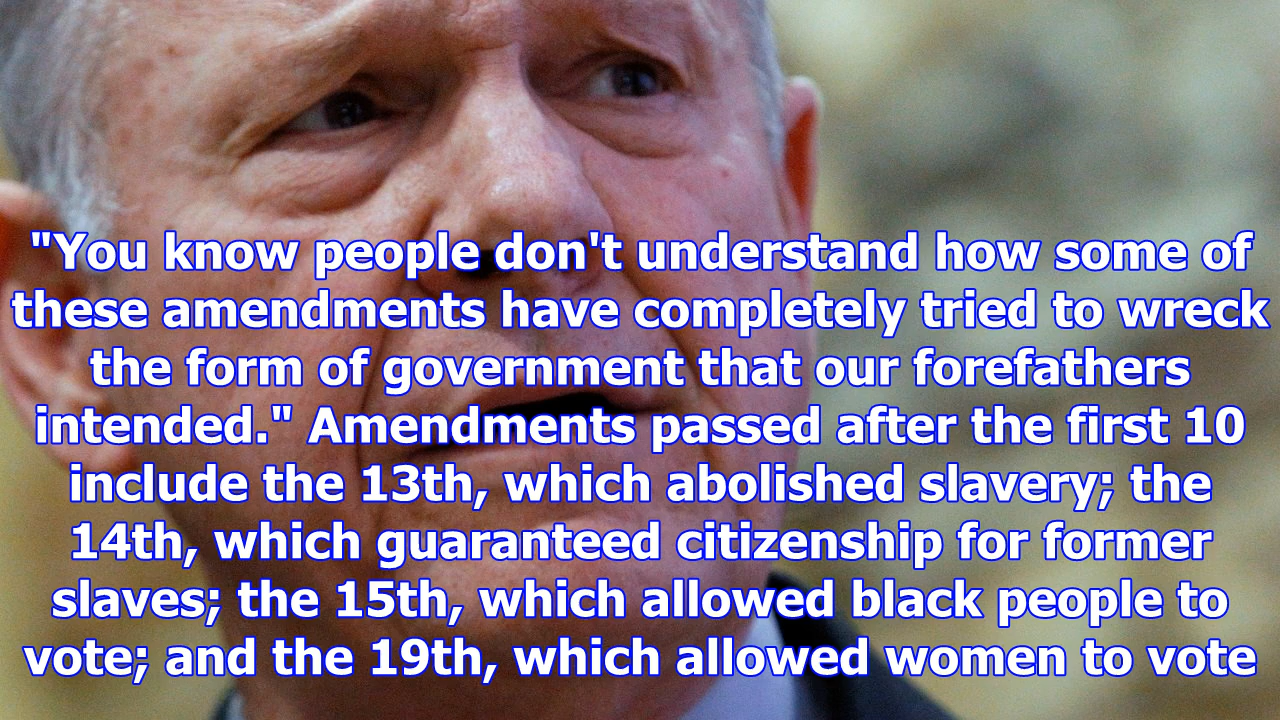 "You know people don't understand how some of
these amendments have completely tried to wreck
the form of government that our forefathers
intended." Amendments passed after the first 10
include the 13th, which abolished slavery; the
14th, which guaranteed citizenship for former
slaves; the 15th, which allowed black people to
vote; and the 19th, which allowed women to vote